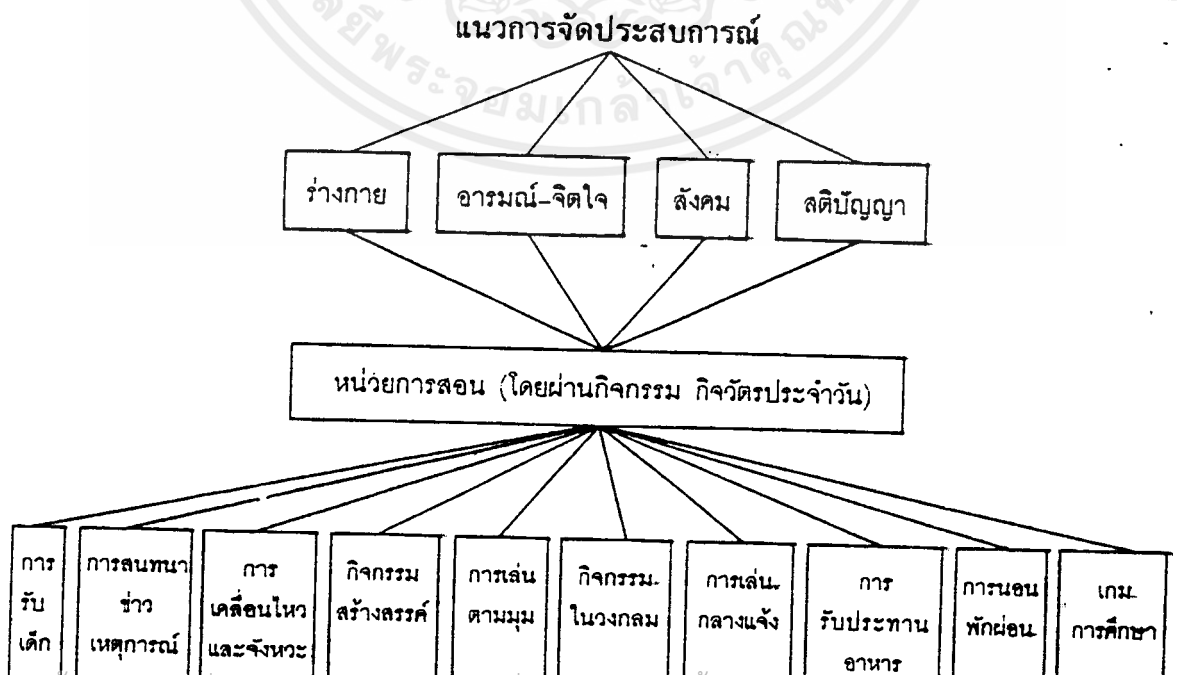 แนวการจัดประสบการณ์
ร่างกาย
อารมณ์-จิตใจ
สังคม
สติปัญญา
หน่วยการสอน (โดยผ่านกิจกรรม กิจวัตรประจำวัน)
การ
รับ
เด็ก
การสนทนา
ข่าว
เหตุการณ์
การ
เคลื่อนไหว
และจังหวะ
กิจกรรม
สร้างสรรค์
การเล่น
ตามมุม
กิจกรรม
ในวงกลม
การเล่น
กลางแจ้ง
การ
รับประทาน
อาหาร
การนอน
พักผ่อน
เกม
การศึกษา